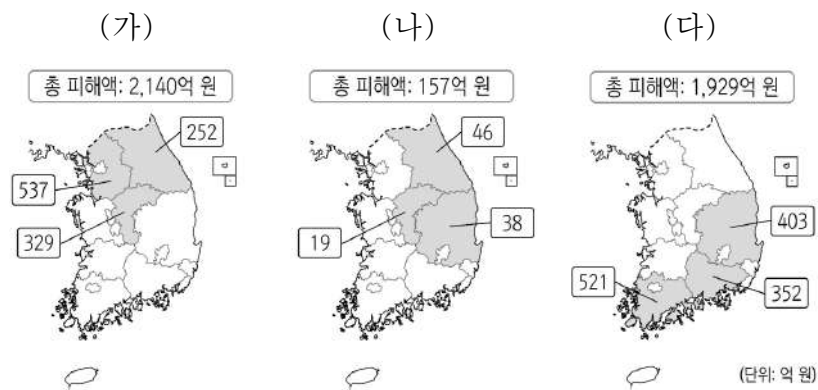 (가) (나) (다)
총 피해액: 2,140억 원 총 피해액: 157억 원 총 피해액: 1,929억 원
252 46
537 403
329 19 38
521 352
(단위: 억 원)